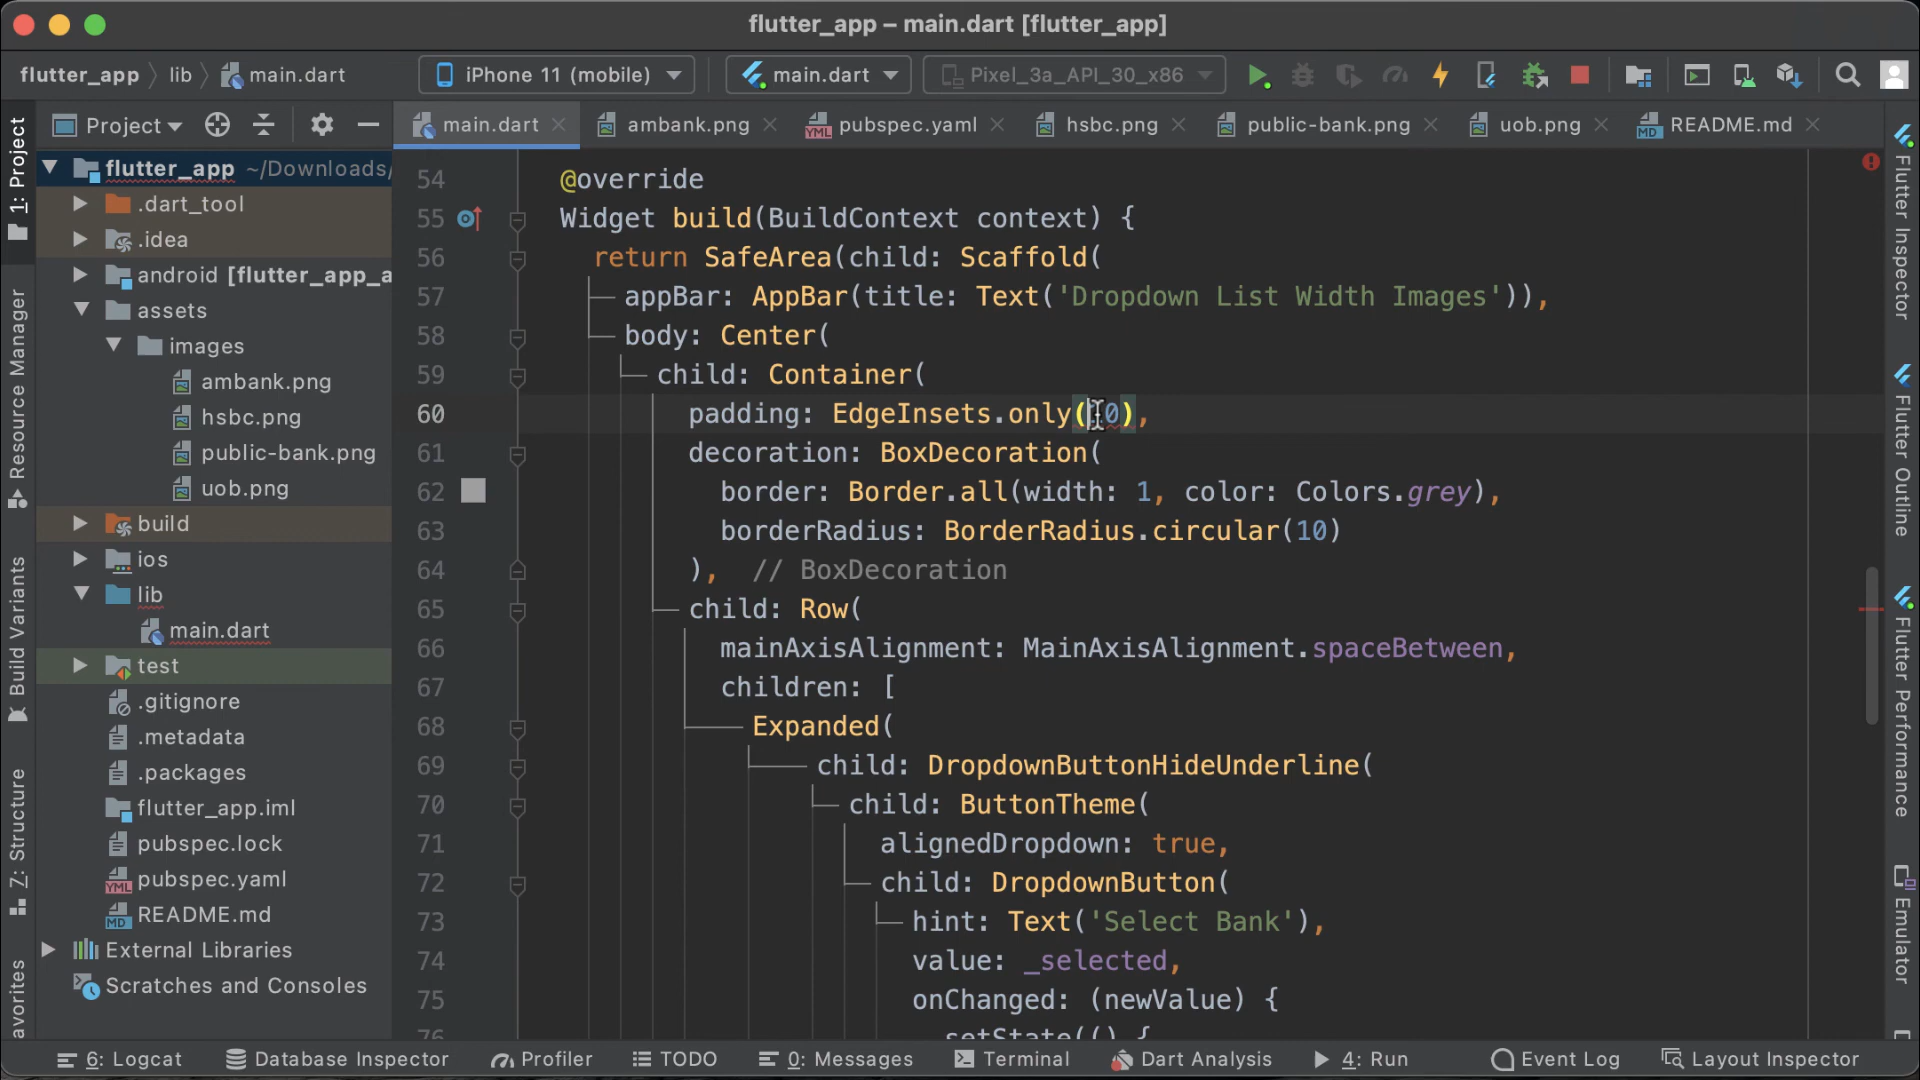 flutter_app – main.dart [flutter_app]
flutter_app
lib
main.dart
iPhone 11 (mobile)
main.dart
Pixel_3a_API_30_x86
1: Project
Resource Manager
Build Variants
Z: Structure
avorites
Project
main.dart
ambank.png
pubspec.yaml
hsbc.png
public-bank.png
uob.png
README.md
flutter_app ~/Downloads/
.dart_tool
.idea
android [flutter_app_a
assets
images
ambank.png
hsbc.png
public-bank.png
uob.png
build
ios
lib
main.dart
test
.gitignore
.metadata
.packages
flutter_app.iml
pubspec.lock
pubspec.yaml
README.md
External Libraries
Scratches and Consoles
54 @override
55 Widget build(BuildContext context) {
56 return SafeArea(child: Scaffold(
57 appBar: AppBar(title: Text('Dropdown List Width Images')),
58 body: Center(
59 child: Container(
60 padding: EdgeInsets.only(10),
61 decoration: BoxDecoration(
62 border: Border.all(width: 1, color: Colors.grey),
63 borderRadius: BorderRadius.circular(10)
64 ), // BoxDecoration
65 child: Row(
66 mainAxisAlignment: MainAxisAlignment.spaceBetween,
67 children: [
68 Expanded(
69 child: DropdownButtonHideUnderline(
70 child: ButtonTheme(
71 alignedDropdown: true,
72 child: DropdownButton(
73 hint: Text('Select Bank'),
74 value: _selected,
75 onChanged: (newValue) {
76 setState(() {
Flutter Inspector
Flutter Outline
Flutter Performance
Emulator
6: Logcat
Database Inspector
Profiler
TODO
0: Messages
Terminal
Dart Analysis
4: Run
Event Log
Layout Inspector